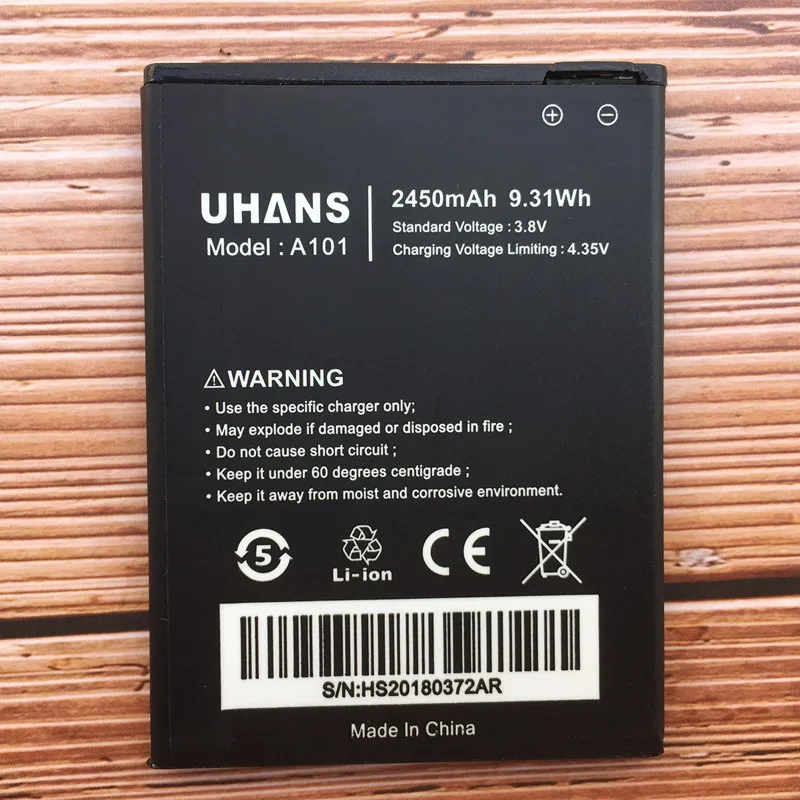 UHANS
Model : A101
2450mAh 9.31Wh
Standard Voltage : 3.8V
Charging Voltage Limiting : 4.35V
⚠WARNING
• Use the specific charger only;
• May explode if damaged or disposed in fire ;
• Do not cause short circuit ;
• Keep it under 60 degrees centigrade ;
• Keep it away from moist and corrosive environment.
5
Li-ion
CE
S/N:HS20180372AR
Made In China